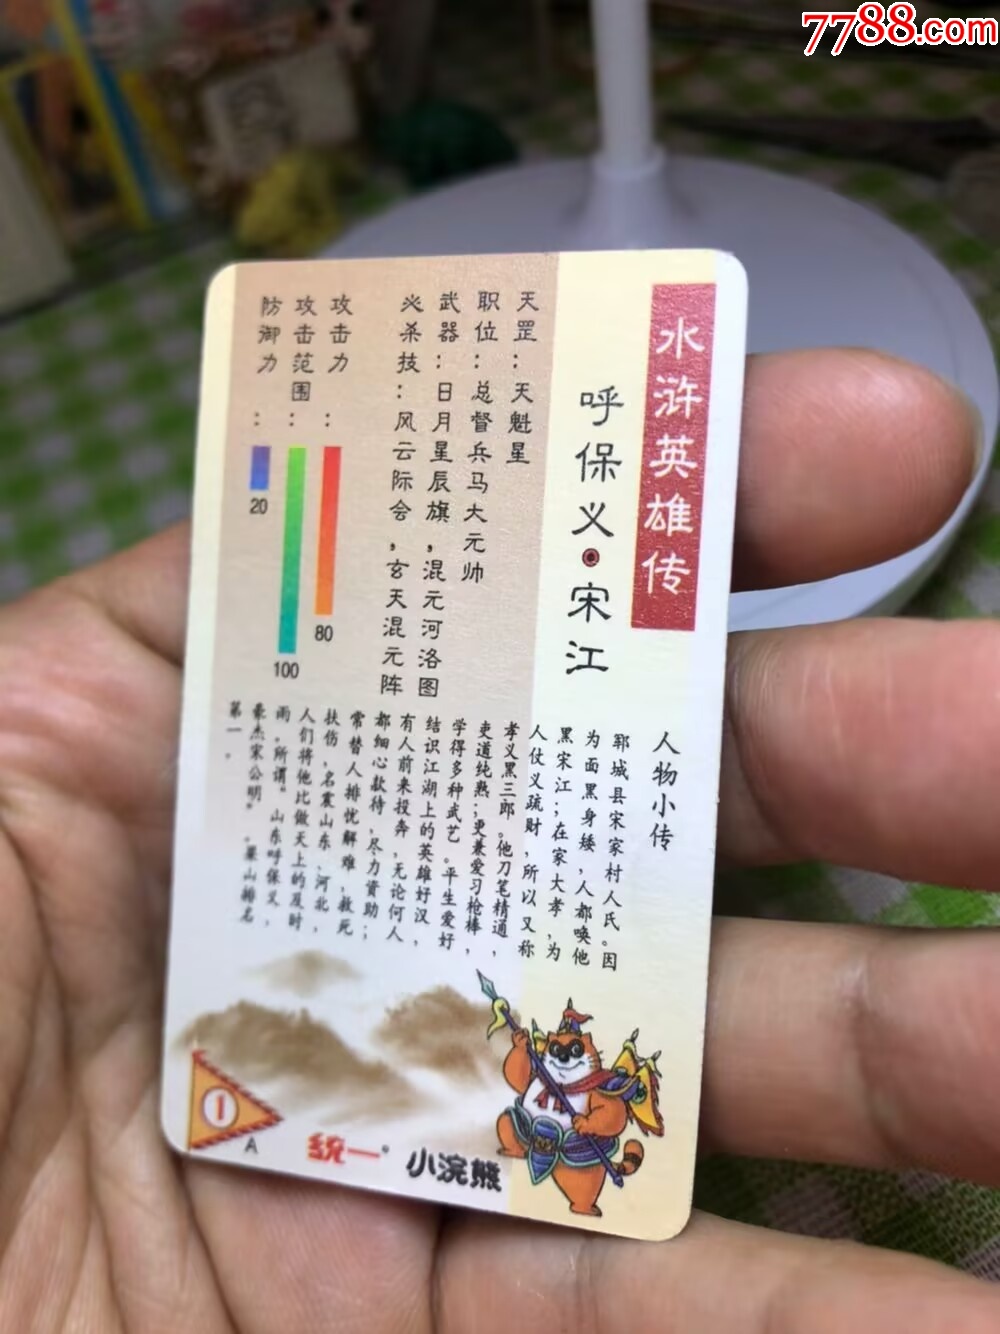 7788.com
水浒英雄传
呼保义·宋江
天罡：天魁星
职位：总督兵马大元帅
武器：日月星辰旗，混元河洛图
必杀技：风云际会，玄天混元阵
攻击力：
80
攻击范围：
100
防御力：
20
人物小传
郓城县宋家村人氏。因
为面黑身矮，人都唤他
黑宋江；在家大孝，为
人仗义疏财，所以又称
孝义黑三郎。他刀笔精通，
吏道纯熟；更兼爱习枪棒，
学得多种武艺。平生爱好
结识江湖上的英雄好汉，
有人前来投奔，无论何人
都细心款待，尽力资助；
常替人排忧解难，救死
扶伤，名震山东、河北，
人们将他比做天上的及时
雨。所谓“山东呼保义，
豪杰宋公明”。梁山排名
第一。
1
A
统一
小浣熊